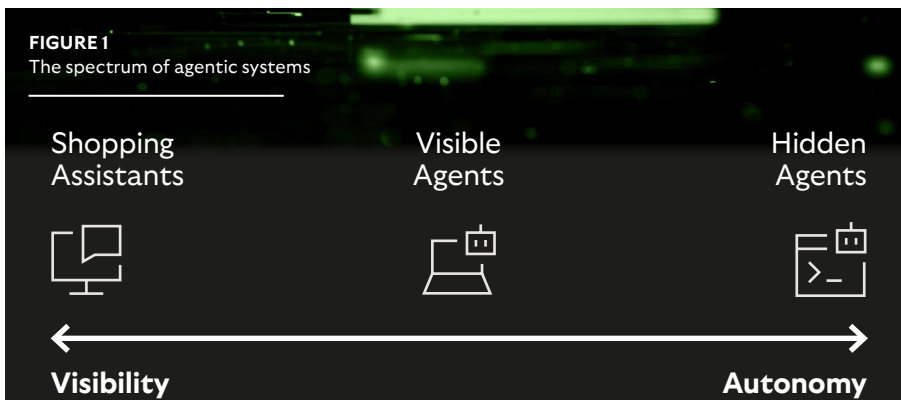 FIGURE 1
The spectrum of agentic systems
Shopping
Assistants
Visible
Agents
Hidden
Agents
Visibility
Autonomy